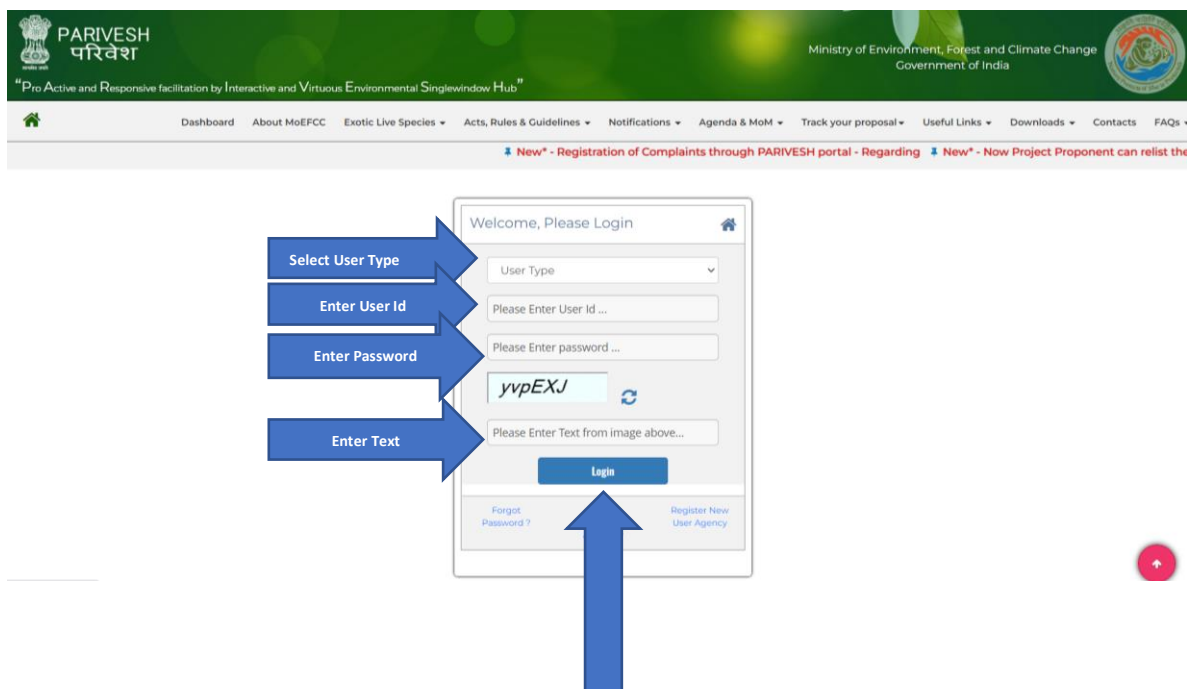 PARIVESH
परिवेश
"Pro Active and Responsive facilitation by Interactive and Virtuous Environmental Singlewindow Hub"
Ministry of Environment, Forest and Climate Change
Government of India
Dashboard About MoEFCC Exotic Live Species Acts, Rules & Guidelines Notifications Agenda & MoM Track your proposal Useful Links Downloads Contacts FAQs
New* - Registration of Complaints through PARIVESH portal - Regarding New* - Now Project Proponent can relist the
Welcome, Please Login
Select User Type
User Type
Enter User Id
Please Enter User Id ...
Enter Password
Please Enter password ...
yvpEXJ
Enter Text
Please Enter Text from image above...
Login
Forgot
Password ?
Register New
User Agency